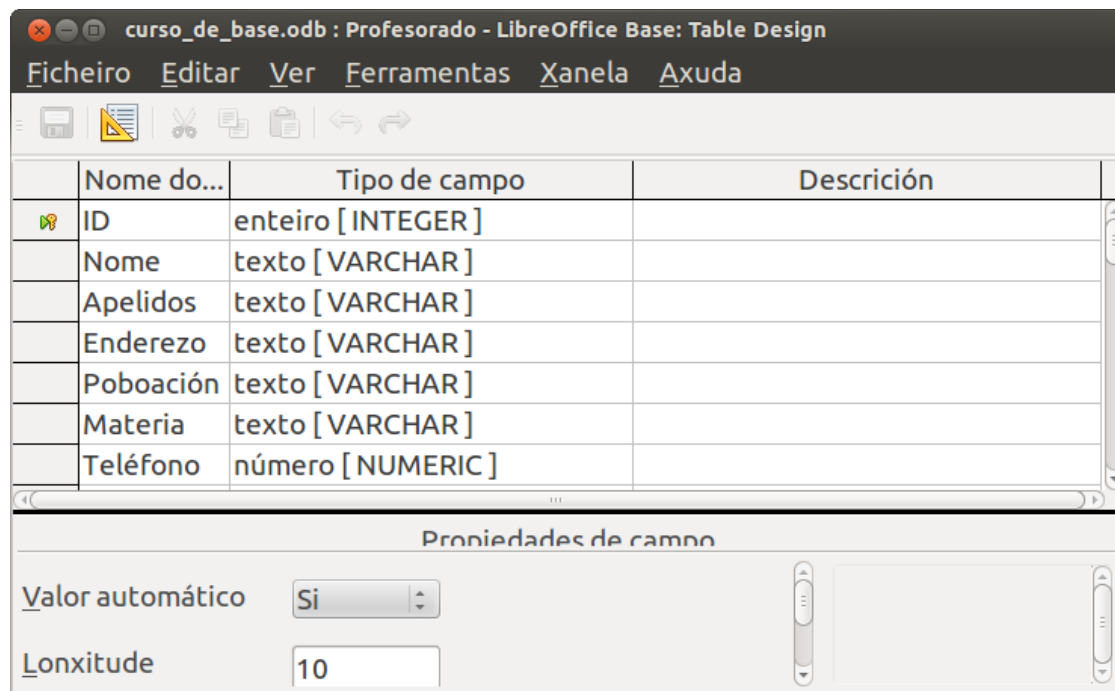 curso_de_base.odb : Profesorado - LibreOffice Base: Table Design
Ficheiro Editar Ver Ferramentas Xanela Axuda
Nome do... Tipo de campo Descrición
ID enteiro [ INTEGER ]
Nome texto [ VARCHAR ]
Apelidos texto [ VARCHAR ]
Enderezo texto [ VARCHAR ]
Poboación texto [ VARCHAR ]
Materia texto [ VARCHAR ]
Teléfono número [ NUMERIC ]
Propiedades de campo
Valor automático Si
Lonxitude 10